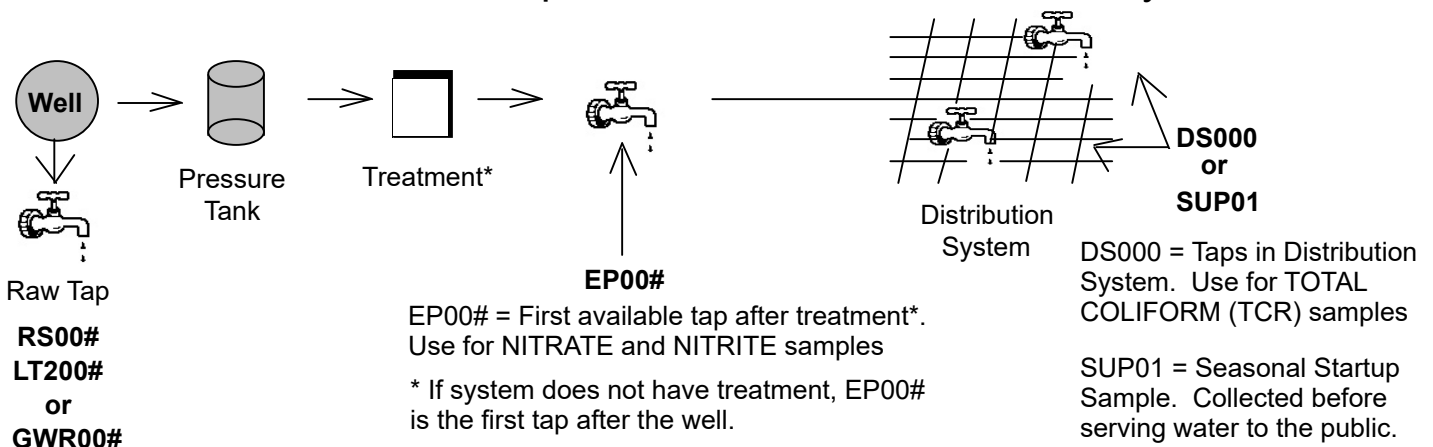 Well
Pressure
Tank
Treatment*
Raw Tap
RS00#
LT200#
or
GWR00#
EP00#
EP00# = First available tap after treatment*.
Use for NITRATE and NITRITE samples
* If system does not have treatment, EP00#
is the first tap after the well.
Distribution
System
DS000
or
SUP01
DS000 = Taps in Distribution
System. Use for TOTAL
COLIFORM (TCR) samples
SUP01 = Seasonal Startup
Sample. Collected before
serving water to the public.